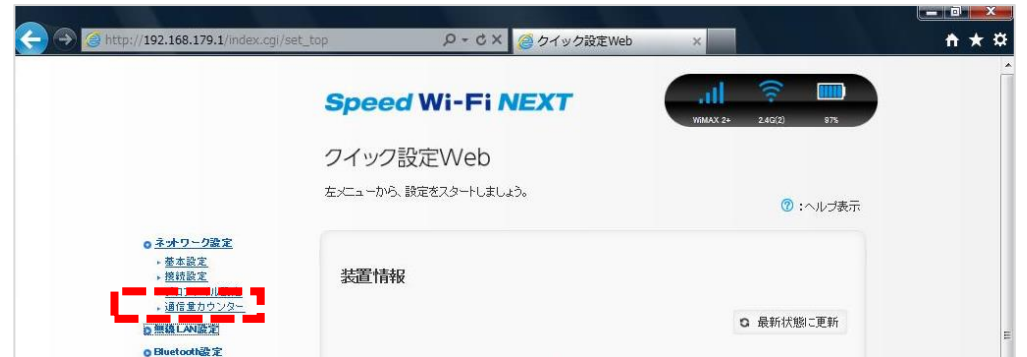 http://192.168.179.1/index.cgi/set_top
クイック設定Web
Speed Wi-Fi NEXT
WiMAX 2+
2.4G(2)
97%
クイック設定Web
左メニューから、設定をスタートしましょう。
?:ヘルプ表示
ネットワーク設定
基本設定
接続設定
通信量カウンター
無線LAN設定
Bluetooth設定
装置情報
最新状態に更新